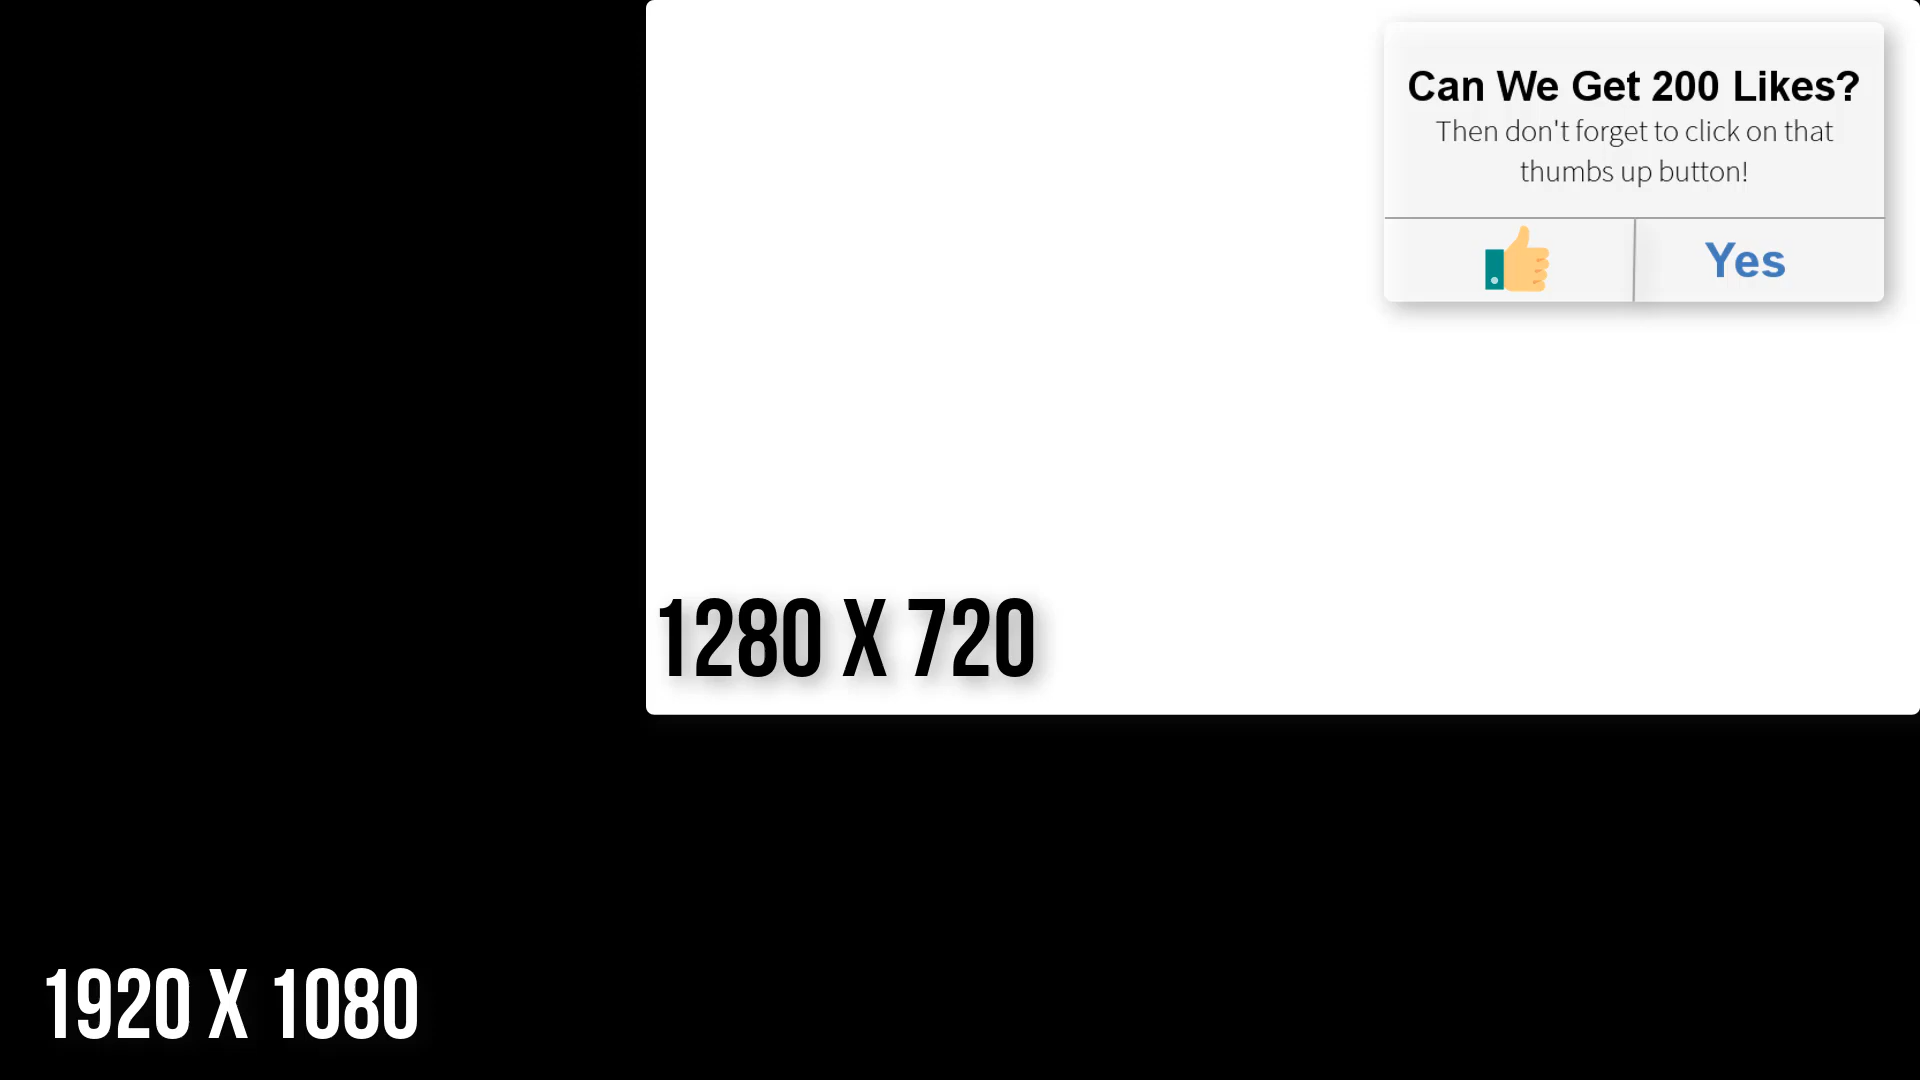 Can We Get 200 Likes?
Then don't forget to click on that
thumbs up button!
Yes
1280 X 720
1920 X 1080